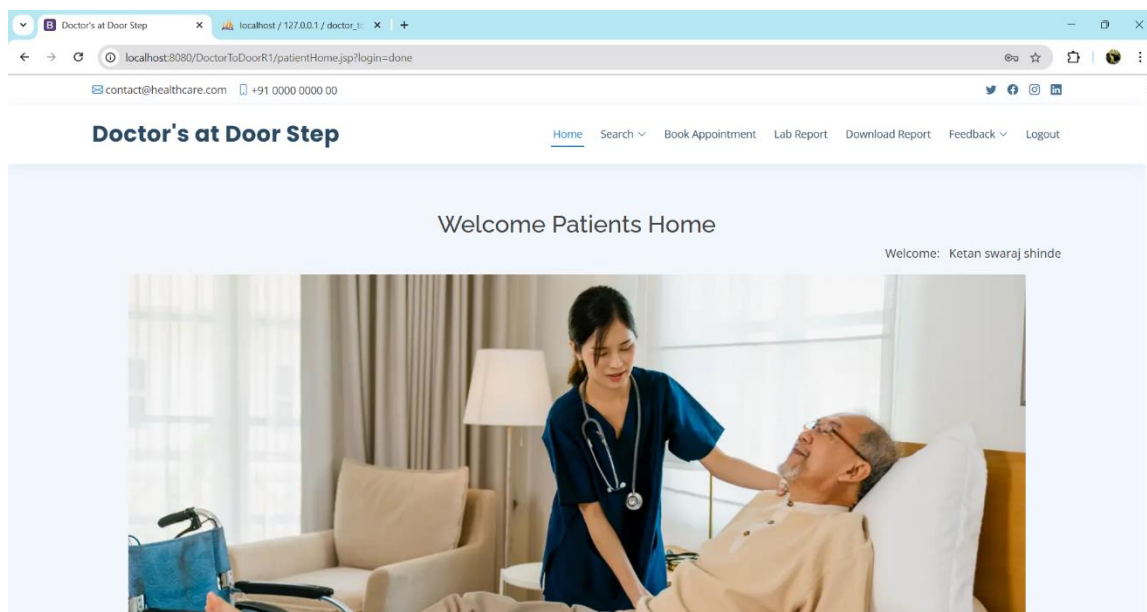 Doctor's at Door Step
localhost / 127.0.0.1 / doctor_to
localhost:8080/DoctorToDoorR1/patientHome.jsp?login=done
contact@healthcare.com +91 0000 0000 00
Doctor's at Door Step
Home Search Book Appointment Lab Report Download Report Feedback Logout
Welcome Patients Home
Welcome: Ketan swaraj shinde